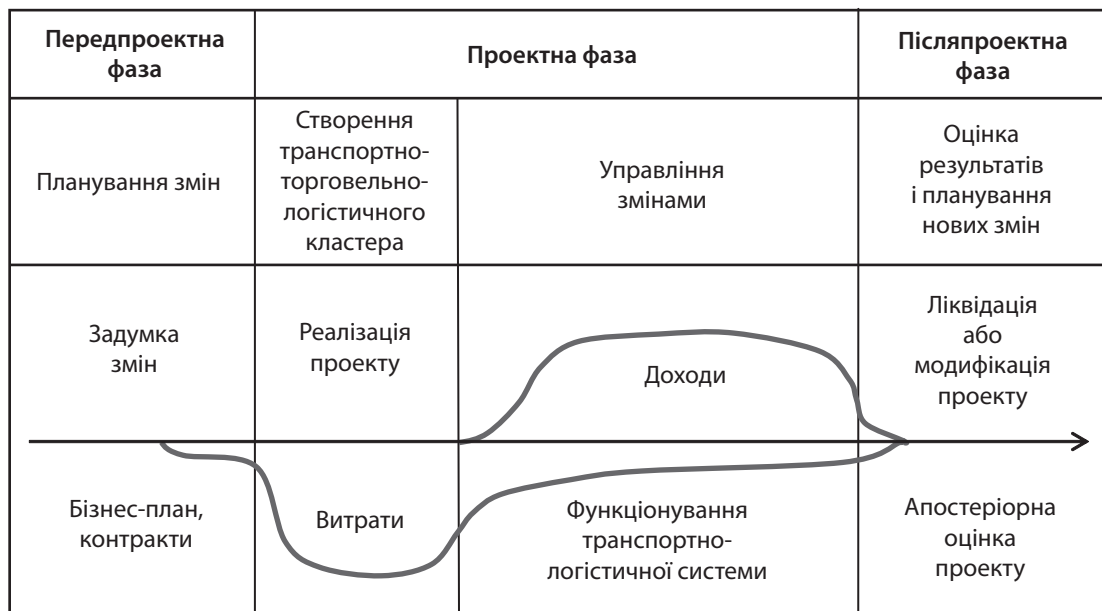 Передпроектна
фаза
Проектна фаза
Післяпроектна
фаза
Планування змін
Створення
транспортно-
торговельно-
логістичного
кластера
Управління
змінами
Оцінка
результатів
і планування
нових змін
Задумка
змін
Реалізація
проекту
Доходи
Ліквідація
або
модифікація
проекту
Бізнес-план,
контракти
Витрати
Функціонування
транспортно-
логістичної системи
Апостеріорна
оцінка
проекту